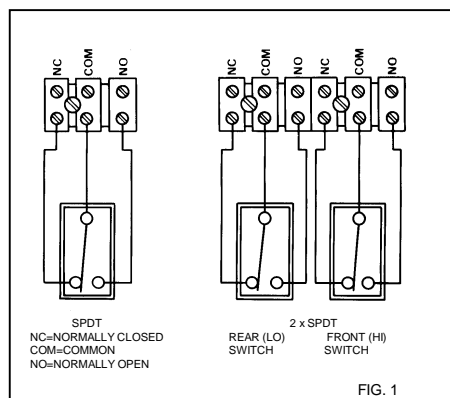 NC COM NO NC COM NO NC COM NO
SPDT
NC=NORMALLY CLOSED
COM=COMMON
NO=NORMALLY OPEN
2 x SPDT
REAR (LO) FRONT (HI)
SWITCH SWITCH
FIG. 1